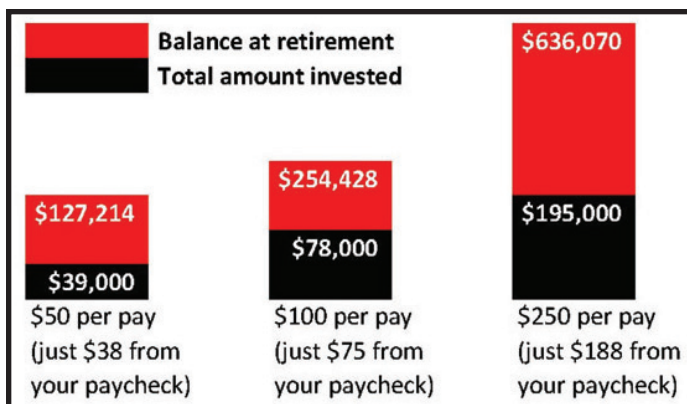 Balance at retirement
Total amount invested
$127,214
$39,000
$50 per pay
(just $38 from
your paycheck)
$254,428
$78,000
$100 per pay
(just $75 from
your paycheck)
$636,070
$195,000
$250 per pay
(just $188 from
your paycheck)